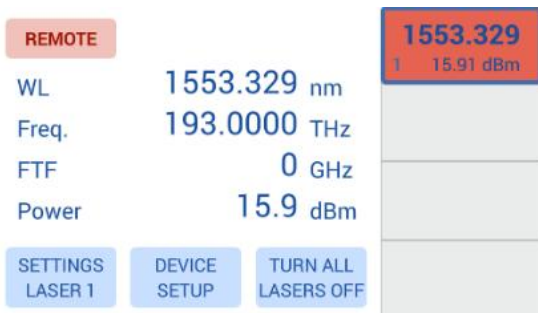 REMOTE
WL 1553.329 nm
Freq. 193.0000 THz
FTF 0 GHz
Power 15.9 dBm
SETTINGS LASER 1
DEVICE SETUP
TURN ALL LASERS OFF
1553.329
1 15.91 dBm